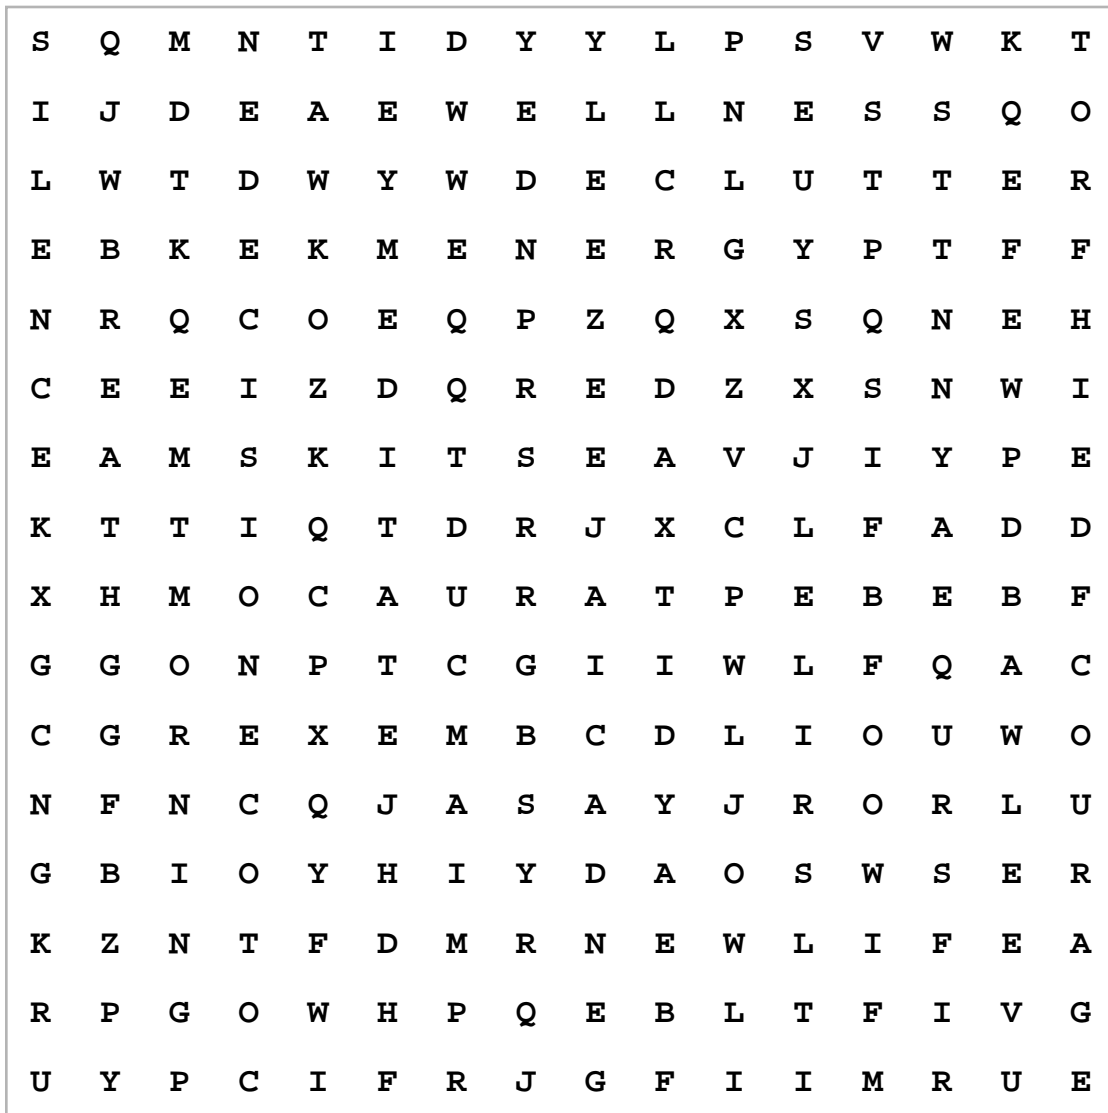 S Q M N T I D Y Y L P S V W K T
I J D E A E W E L L N E S S Q O
L W T D W Y W D E C L U T T E R
E B K E K M E N E R G Y P T F F
N R Q C O E Q P Z Q X S Q N E H
C E E I Z D Q R E D Z X S N W I
E A M S K I T S E A V J I Y P E
K T T I Q T D R J X C L F A D D
X H M O C A U R A T P E B E B F
G G O N P T C G I I W L F Q A C
C G R E X E M B C D L I O U W O
N F N C Q J A S A Y J R O R L U
G B I O Y H I Y D A O S W S E R
K Z N T F D M R N E W L I F E A
R P G O W H P Q E B L T F I V G
U Y P C I F R J G F I I M R U E